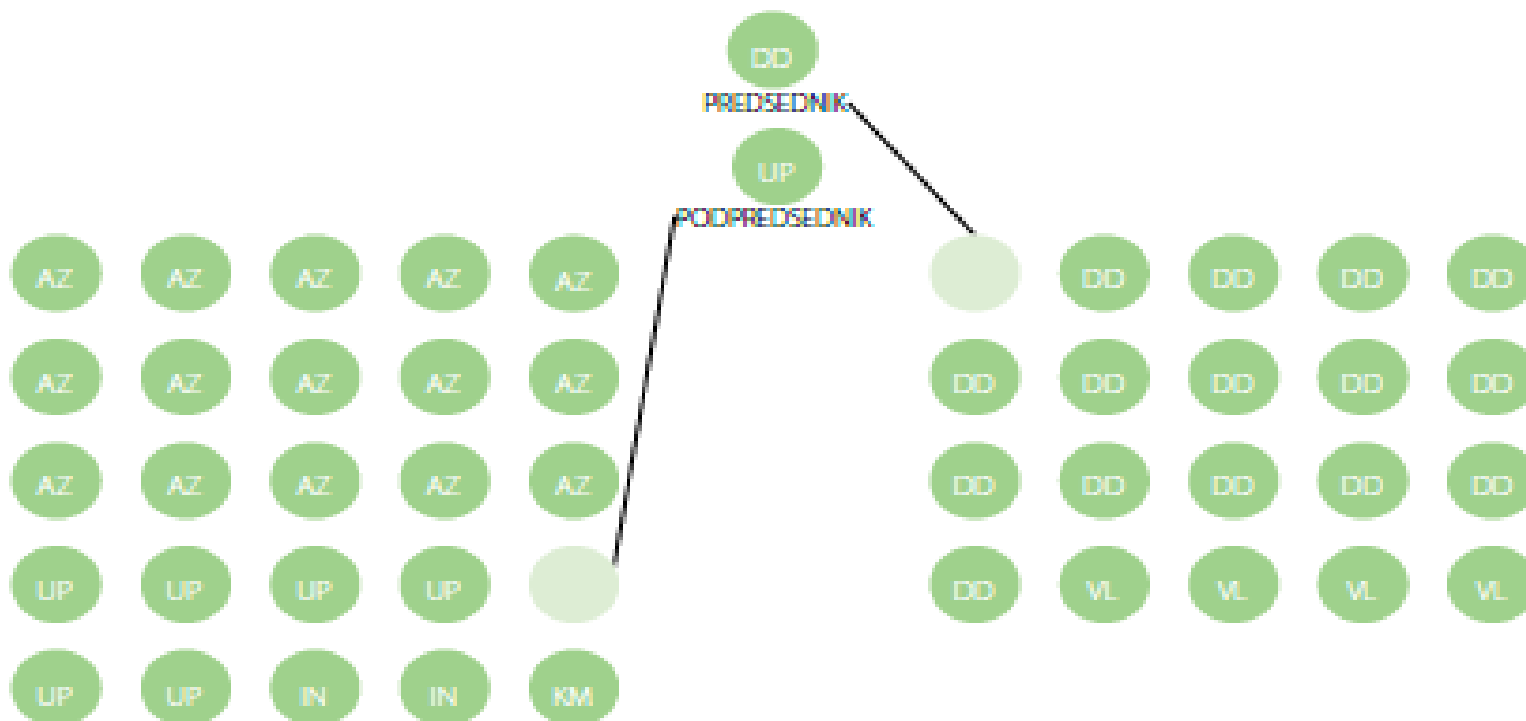 DD
PREDSEDNIK
UP
PODPREDSEDNIK
AZ AZ AZ AZ AZ DD DD DD DD
AZ AZ AZ AZ AZ DD DD DD DD DD
AZ AZ AZ AZ AZ DD DD DD DD DD
UP UP UP UP DD VL VL VL VL
UP UP IN IN KM